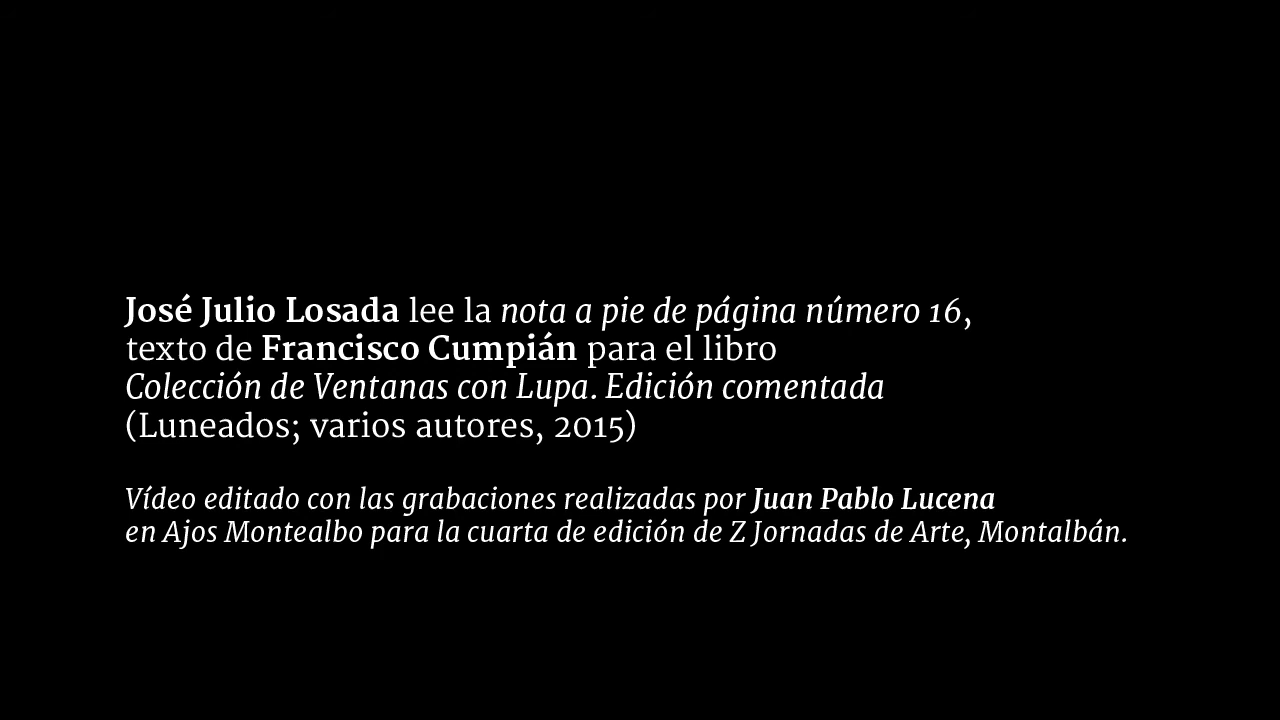 José Julio Losada lee la nota a pie de página número 16,
texto de Francisco Cumpián para el libro
Colección de Ventanas con Lupa. Edición comentada
(Luneados; varios autores, 2015)
Vídeo editado con las grabaciones realizadas por Juan Pablo Lucena
en Ajos Montealbo para la cuarta de edición de Z Jornadas de Arte, Montalbán.